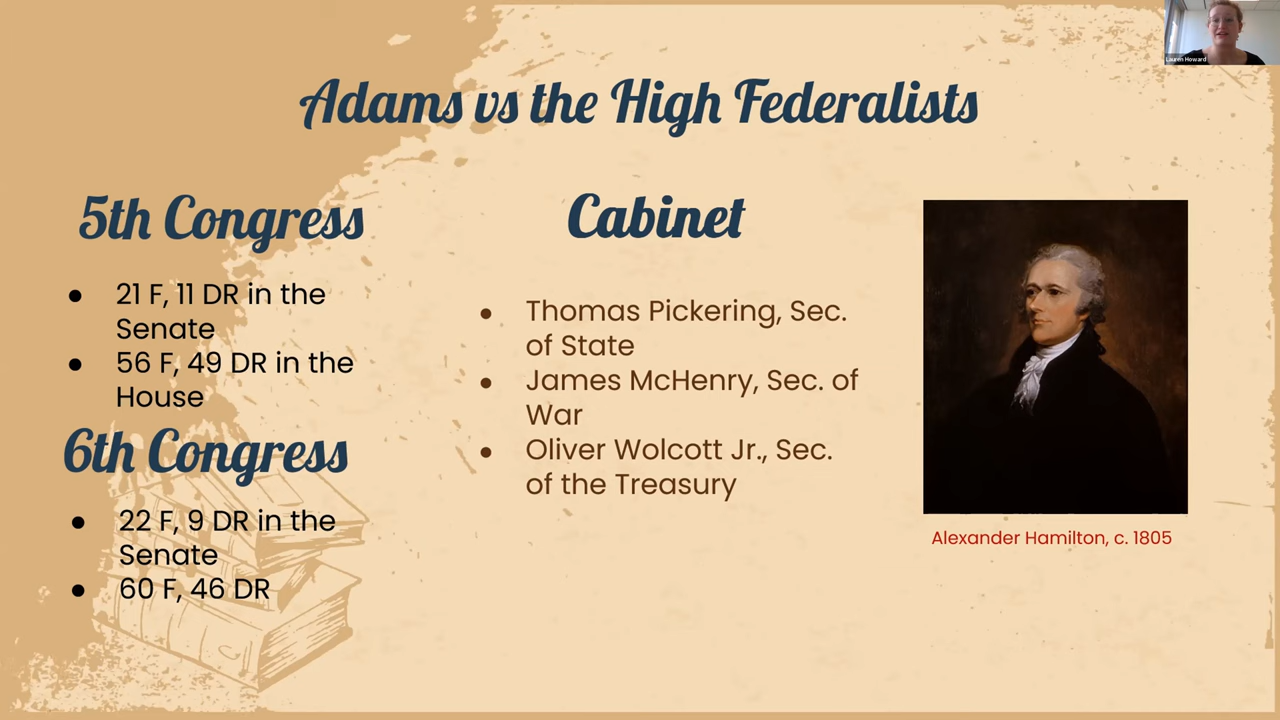 Lauren Howard
Adams vs the High Federalists
5th Congress
● 21 F, 11 DR in the
Senate
● 56 F, 49 DR in the
House
6th Congress
● 22 F, 9 DR in the
Senate
● 60 F, 46 DR
Cabinet
● Thomas Pickering, Sec.
of State
● James McHenry, Sec. of
War
● Oliver Wolcott Jr., Sec.
of the Treasury
Alexander Hamilton, c. 1805